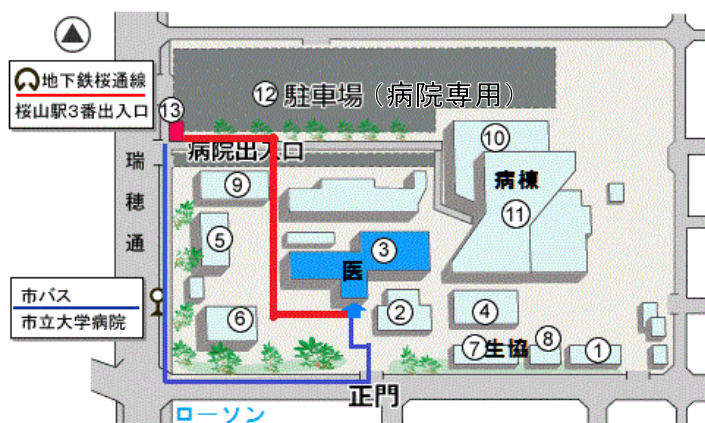 地下鉄桜通線
桜山駅3番出入口
⑬
⑫ 駐車場(病院専用)
病院出入口
瑞穂通
⑨
⑩
病棟
⑪
⑤
③
医
市バス
市立大学病院
⑥
②
④
⑦
生協
⑧
①
正門
ローソン